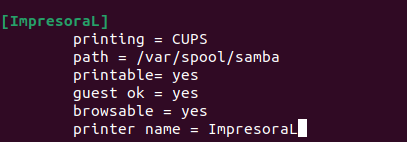 [ImpresoraL]
printing = CUPS
path = /var/spool/samba
printable= yes
guest ok = yes
browsable = yes
printer name = ImpresoraL